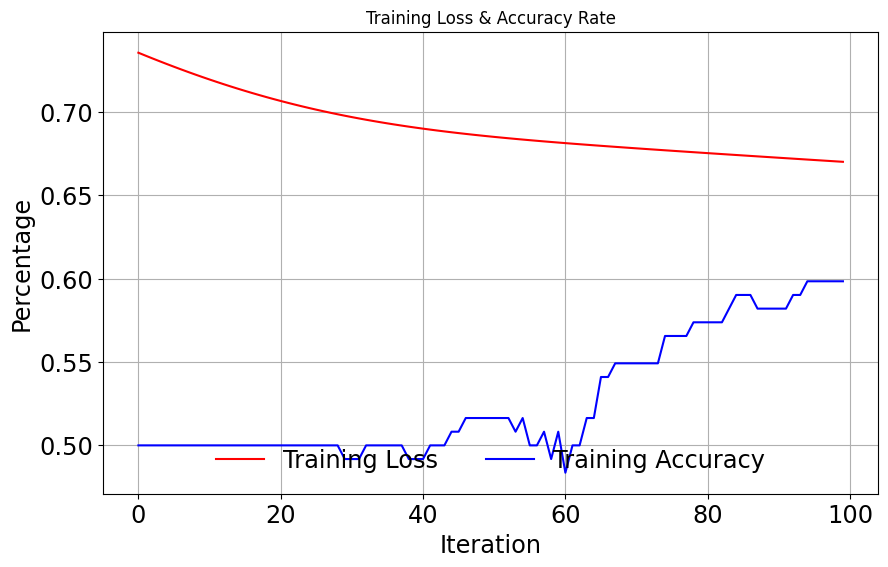 Training Loss & Accuracy Rate
Percentage
0.70
0.65
0.60
0.55
0.50
Training Loss Training Accuracy
0 20 40 60 80 100
Iteration